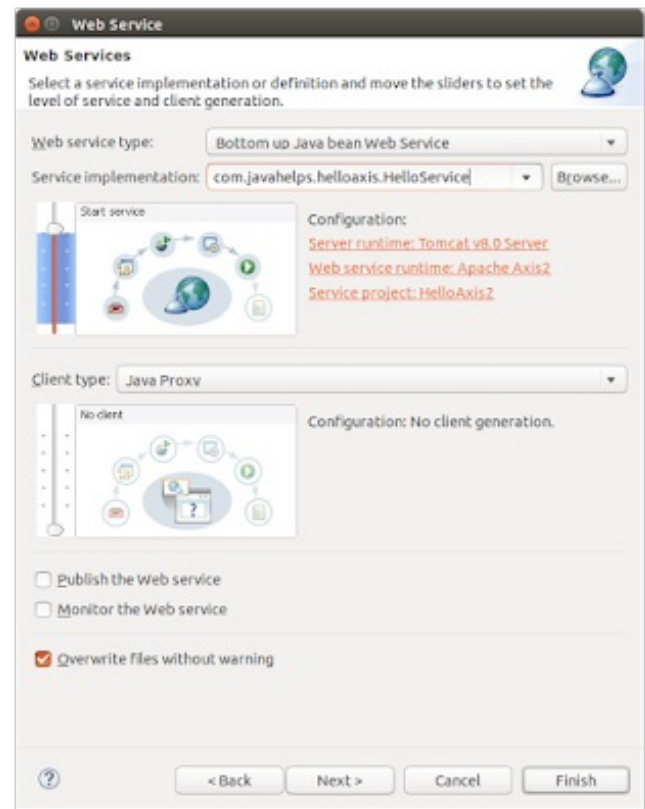 Web Service
Web Services
Select a service implementation or definition and move the sliders to set the
level of service and client generation.
Web service type:
Bottom up Java bean Web Service
Service implementation:
com.javahelps.helloaxis.HelloService
Browse...
Start service
Configuration:
Server runtime: Tomcat v8.0 Server
Web service runtime: Apache Axis2
Service project: HelloAxis2
Client type:
Java Proxy
No client
Configuration: No client generation.
Publish the Web service
Monitor the Web service
Overwrite files without warning
?
< Back
Next >
Cancel
Finish